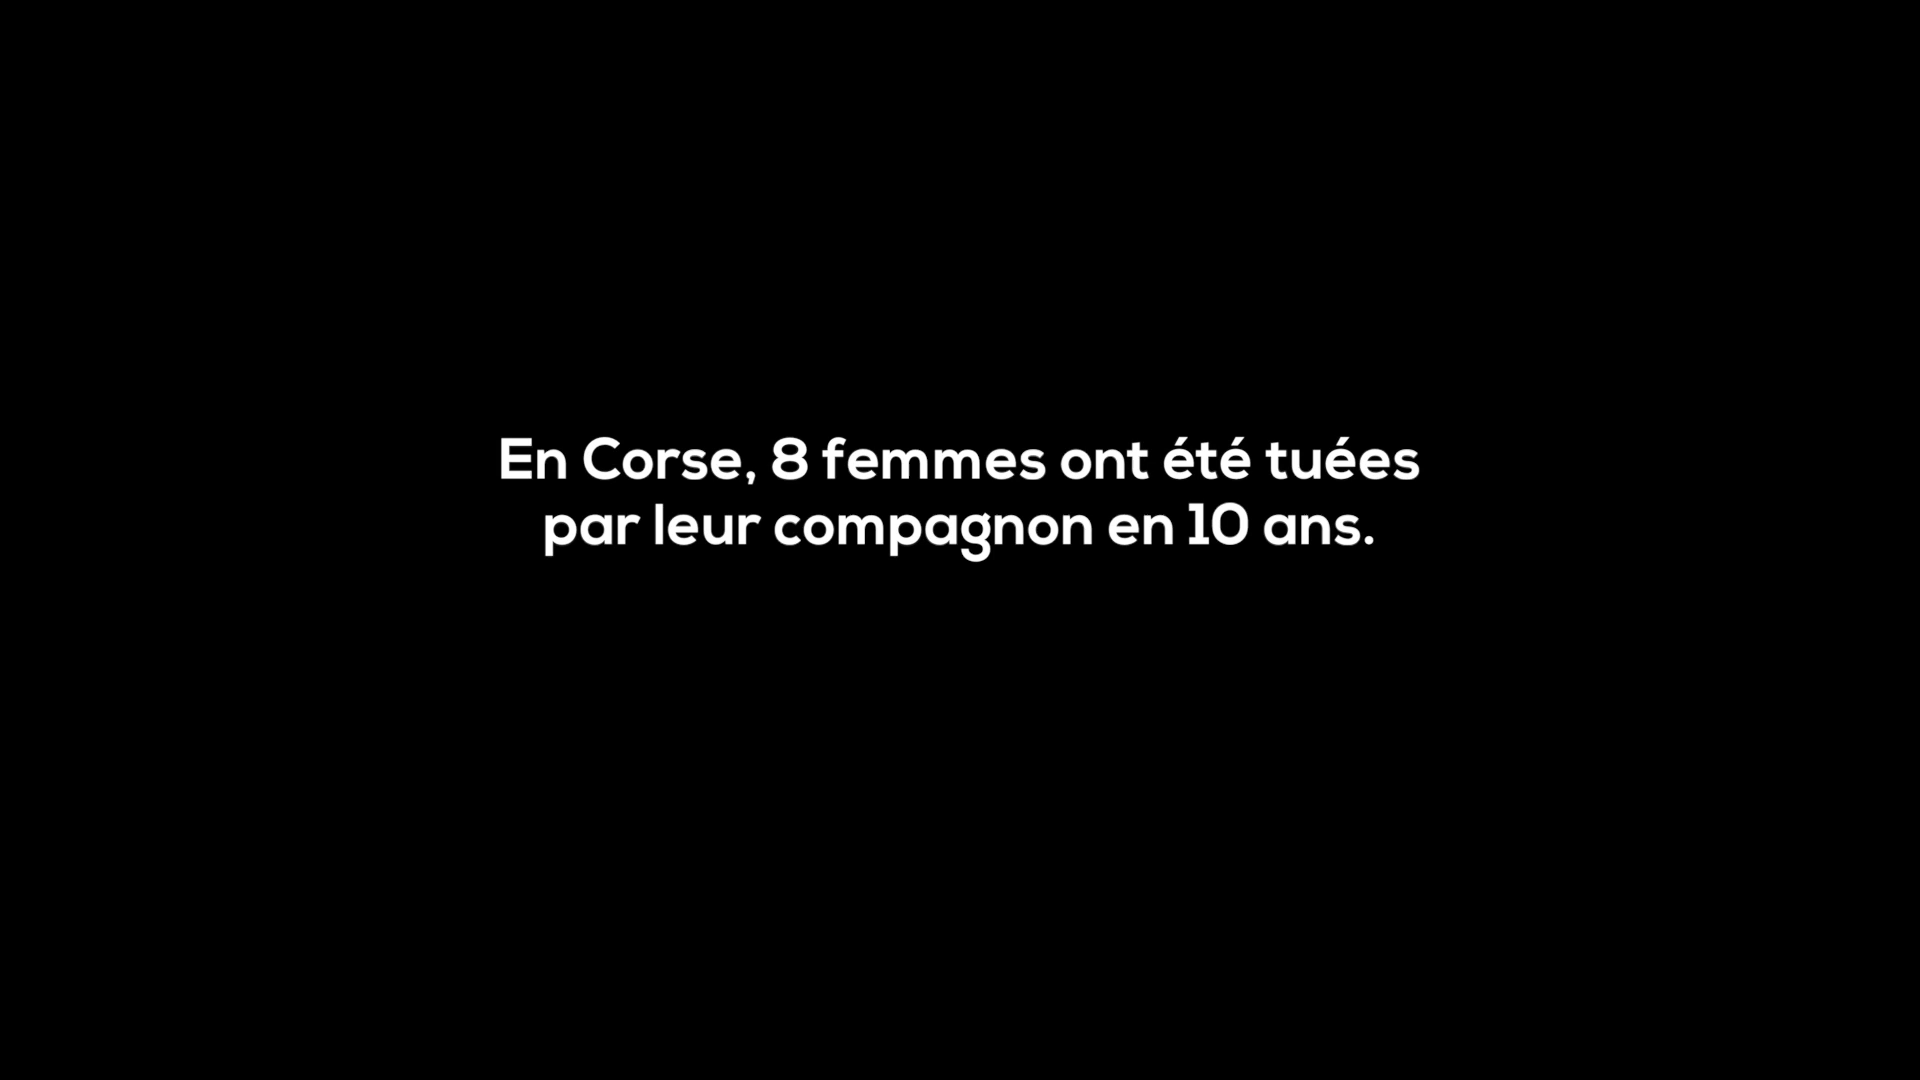 En Corse, 8 femmes ont été tuées
par leur compagnon en 10 ans.